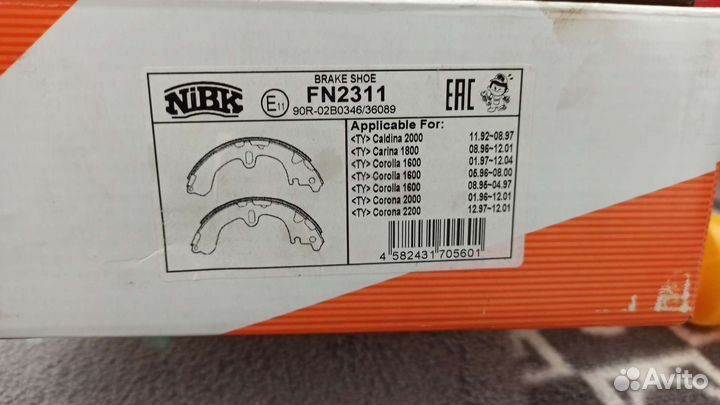 NiBK
E11
BRAKE SHOE
FN2311
90R-02B0346/36089
EAC
Applicable For:
<TY> Caldina 2000 11.92~08.97
<TY> Carina 1800 08.96~12.01
<TY> Corolla 1600 01.97~12.04
<TY> Corolla 1600 05.96~08.00
<TY> Corolla 1600 08.95~04.97
<TY> Corona 2000 01.96~12.01
<TY> Corona 2200 12.97~12.01
4 582431 705601
Avito